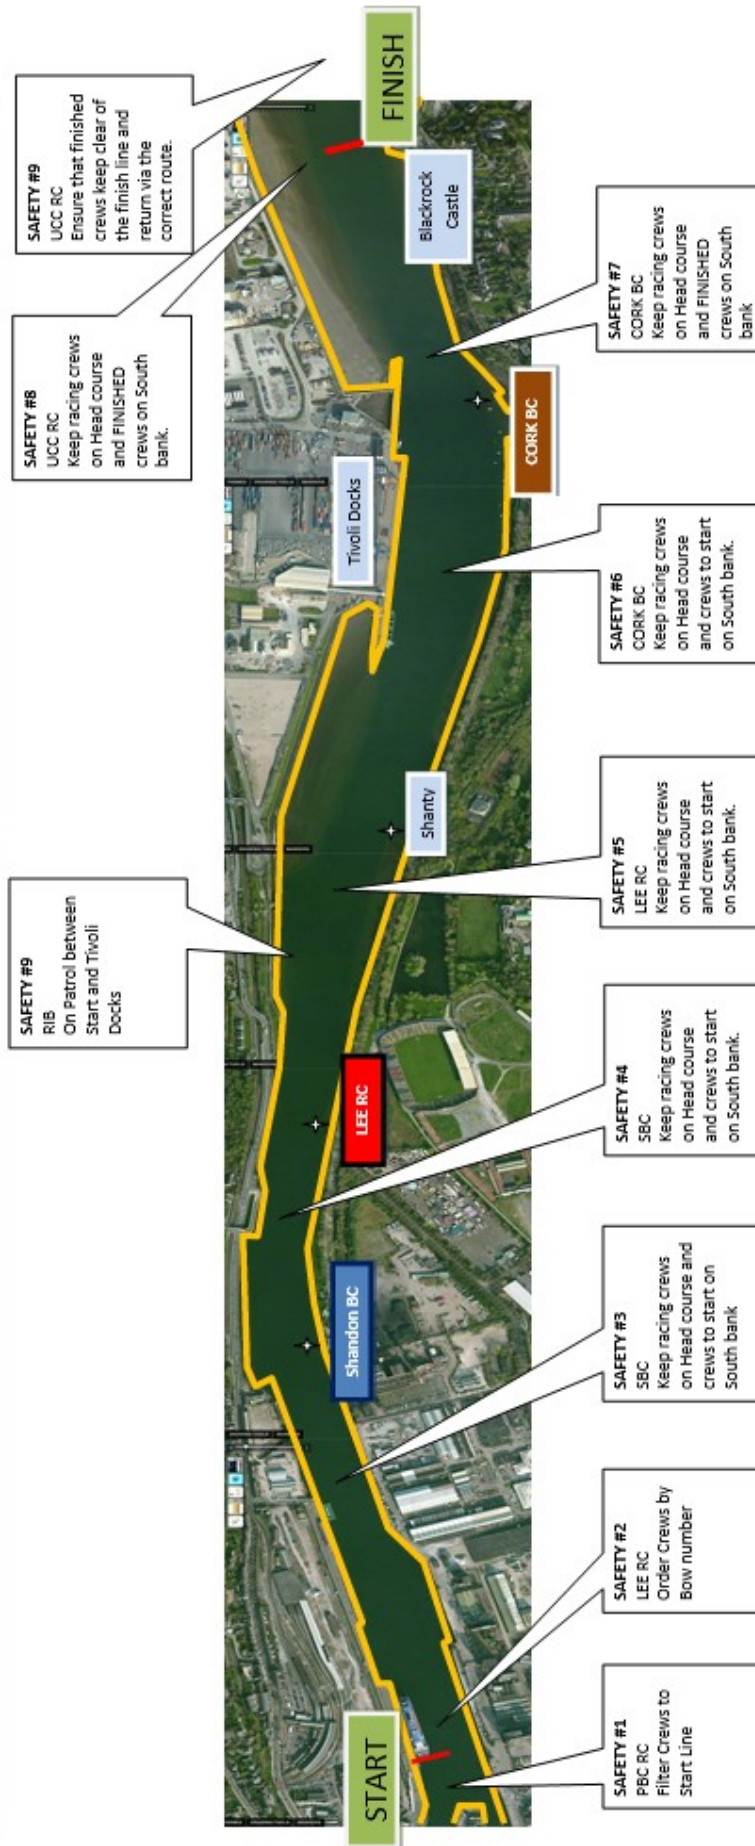 SAFETY #9
UCC RC
Ensure that finished
crews keep clear of
the finish line and
return via the
correct route.
SAFETY #8
UCC RC
Keep racing crews
on Head course
and FINISHED
crews on South
bank.
SAFETY #9
RIB
On Patrol between
Start and Tivoli
Docks
START
Shandon BC
LEE RC
Shanty
Tivoli Docks
CORK BC
Blackrock
Castle
FINISH
SAFETY #1
PBC RC
Filter Crews to
Start Line
SAFETY #2
LEE RC
Order Crews by
Bow number
SAFETY #3
SBC
Keep racing crews
on Head course and
crews to start on
South bank
SAFETY #4
SBC
Keep racing crews
on Head course
and crews to start
on South bank.
SAFETY #5
LEE RC
Keep racing crews
on Head course
and crews to start
on South bank.
SAFETY #6
CORK BC
Keep racing crews
on Head course
and crews to start
on South bank.
SAFETY #7
CORK BC
Keep racing crews
on Head course
and FINISHED
crews on South
bank